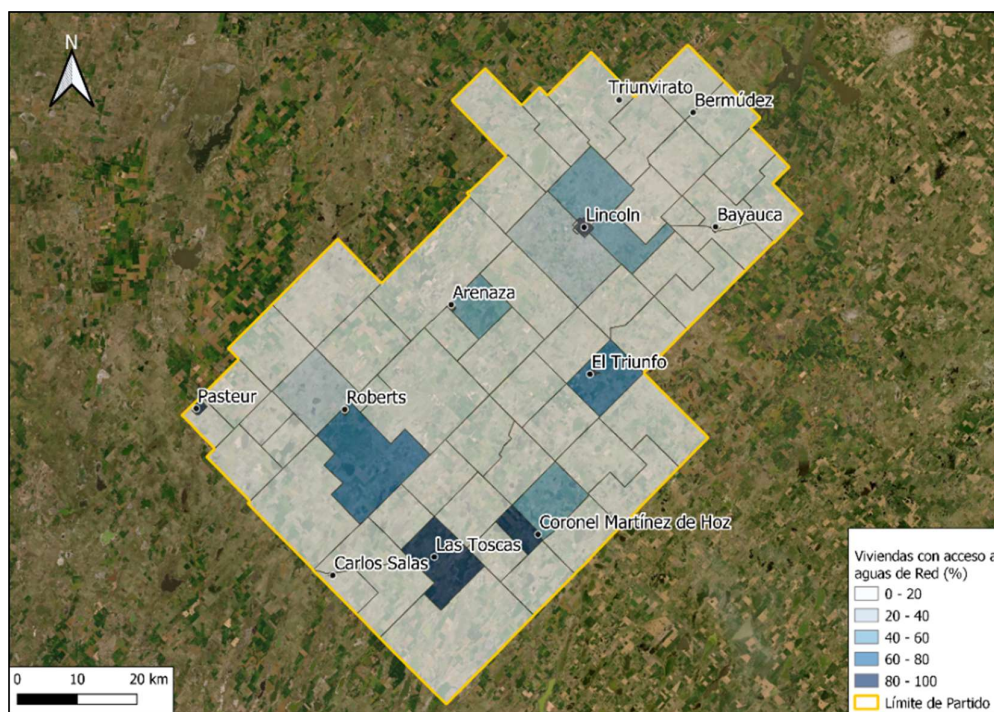 N
Triunvirato
Bermúdez
Lincoln
Bayauca
Arenaza
El Triunfo
Pasteur
Roberts
Coronel Martínez de Hoz
Las Toscas
Carlos Salas
Viviendas con acceso a
aguas de Red (%)
0 - 20
20 - 40
40 - 60
60 - 80
80 - 100
Límite de Partido
0 10 20 km